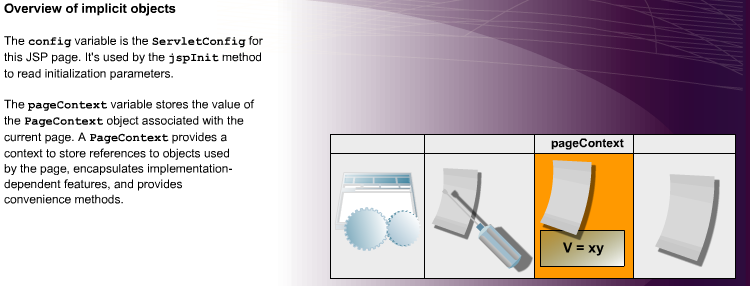 Overview of implicit objects
The config variable is the ServletConfig for
this JSP page. It's used by the jspInit method
to read initialization parameters.
The pageContext variable stores the value of
the PageContext object associated with the
current page. A PageContext provides a
context to store references to objects used
by the page, encapsulates implementation-
dependent features, and provides
convenience methods.
pageContext
V = xy